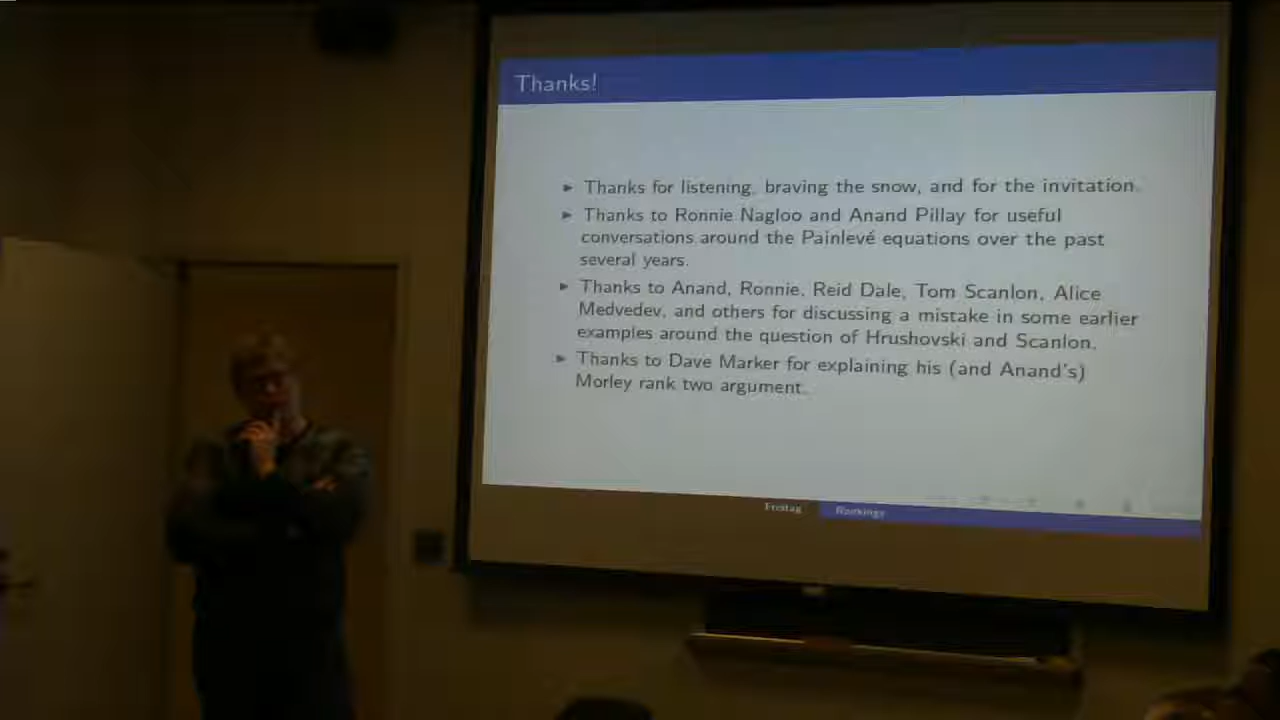 Thanks!
▶ Thanks for listening, braving the snow, and for the invitation.
▶ Thanks to Ronnie Nagloo and Anand Pillay for useful
conversations around the Painlevé equations over the past
several years.
▶ Thanks to Anand, Ronnie, Reid Dale, Tom Scanlon, Alice
Medvedev, and others for discussing a mistake in some earlier
examples around the question of Hrushovski and Scanlon.
▶ Thanks to Dave Marker for explaining his (and Anand's)
Morley rank two argument.
Freitag Rankings